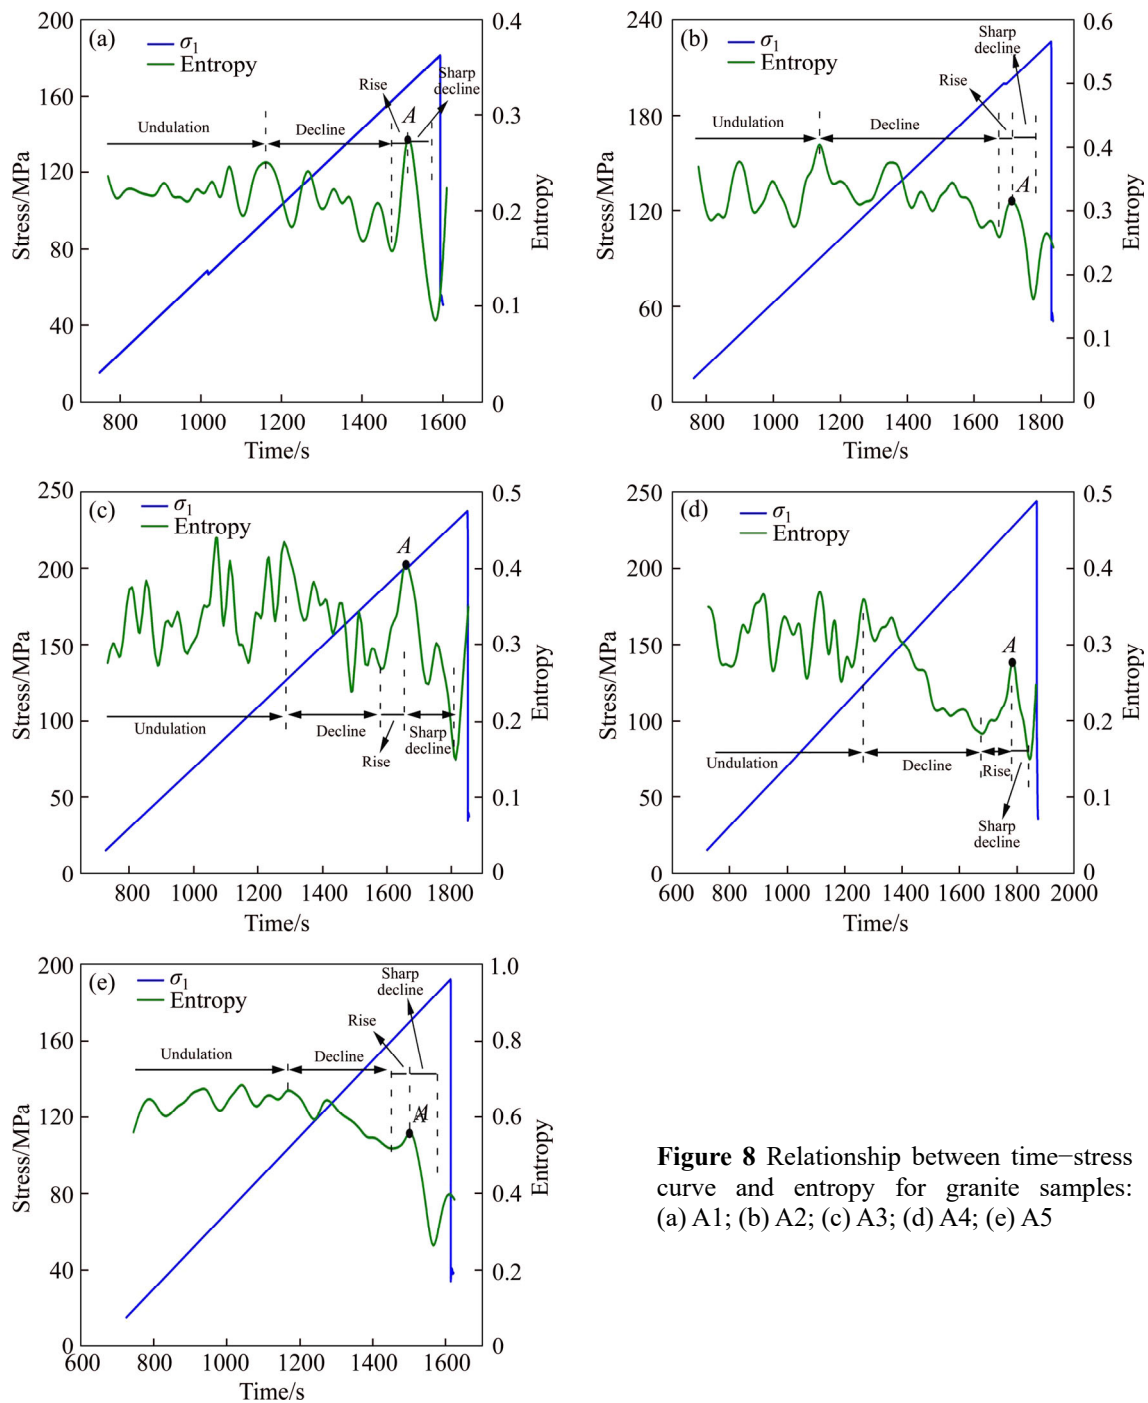 (a)
σ1
Entropy
Undulation
Decline
Rise
A
Sharp
decline
Stress/MPa
200
160
120
80
40
0
Entropy
0.4
0.3
0.2
0.1
0
800 1000 1200 1400 1600
Time/s
(b)
σ1
Entropy
Undulation
Decline
Rise
Sharp
decline
A
Stress/MPa
240
180
120
60
0
Entropy
0.6
0.5
0.4
0.3
0.2
0.1
0
800 1000 1200 1400 1600 1800
Time/s
(c)
σ1
Entropy
A
Undulation
Decline
Rise
Sharp
decline
Stress/MPa
250
200
150
100
50
0
Entropy
0.5
0.4
0.3
0.2
0.1
0
800 1000 1200 1400 1600 1800
Time/s
(d)
σ1
Entropy
A
Undulation
Decline
Rise
Sharp
decline
Stress/MPa
250
200
150
100
50
0
Entropy
0.5
0.4
0.3
0.2
0.1
0
600 800 1000 1200 1400 1600 1800 2000
Time/s
(e)
σ1
Entropy
Undulation
Decline
Rise
Sharp
decline
A
Stress/MPa
200
160
120
80
40
0
Entropy
1.0
0.8
0.6
0.4
0.2
0
600 800 1000 1200 1400 1600
Time/s
Figure 8 Relationship between time−stress
curve and entropy for granite samples:
(a) A1; (b) A2; (c) A3; (d) A4; (e) A5